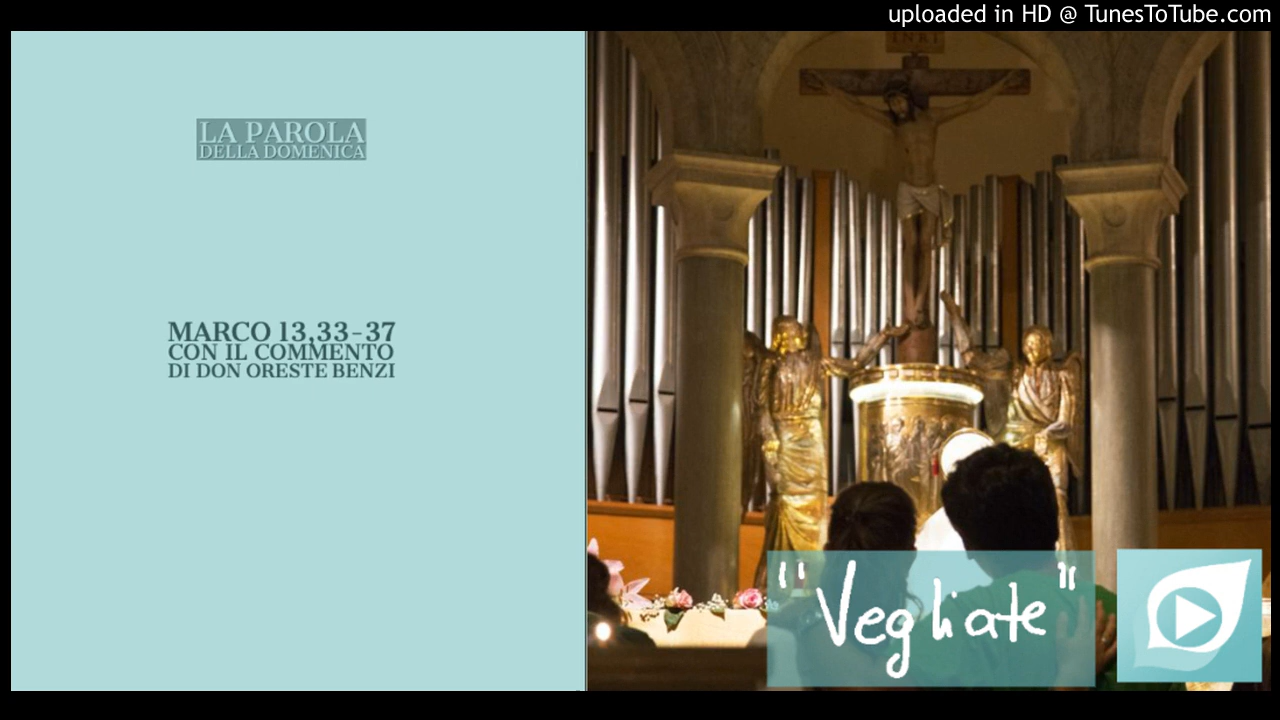 uploaded in HD @ TunesToTube.com
LA PAROLA
DELLA DOMENICA
MARCO 13,33-37
CON IL COMMENTO
DI DON ORESTE BENZI
INRI
"Vegliate"